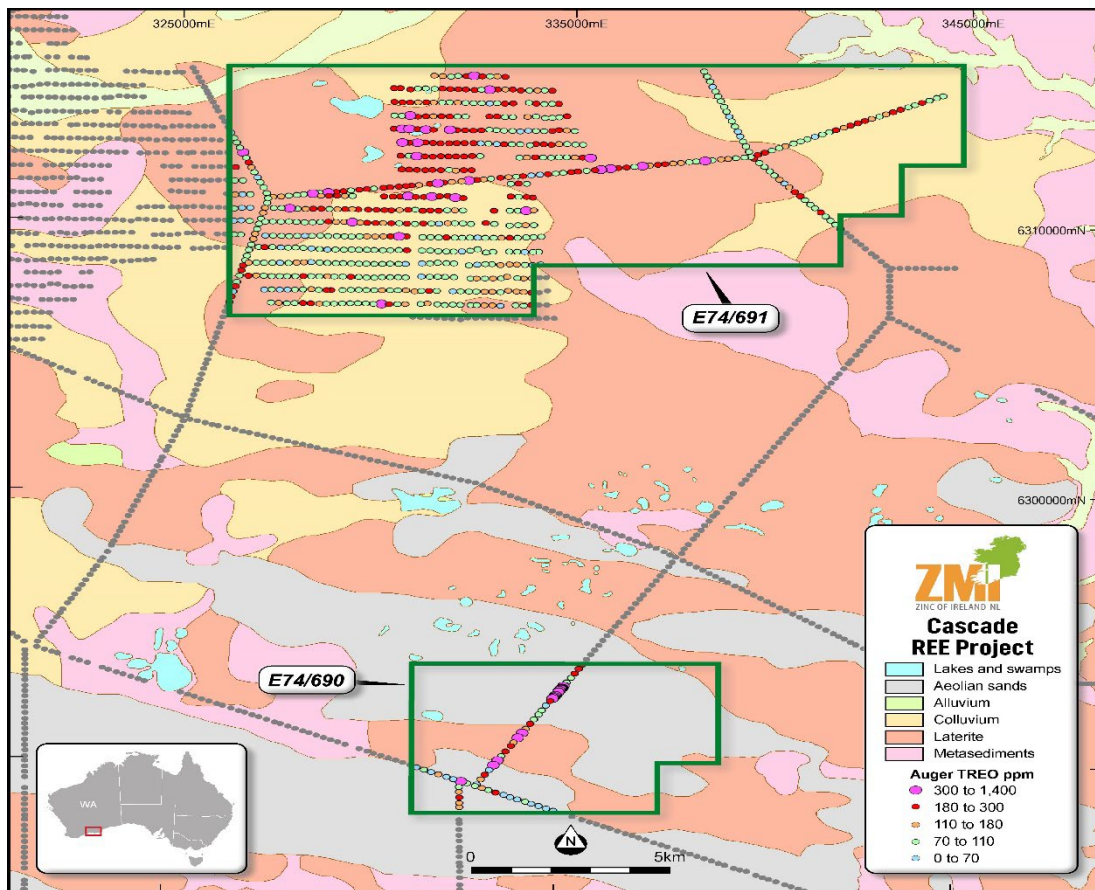 325000mE
335000mE
345000mE
6310000mN
E74/691
6300000mN
E74/690
ZMI
ZINC OF IRELAND NL
Cascade
REE Project
Lakes and swamps
Aeolian sands
Alluvium
Colluvium
Laterite
Metasediments
Auger TREO ppm
300 to 1,400
180 to 300
110 to 180
70 to 110
0 to 70
WA
N
0 5km